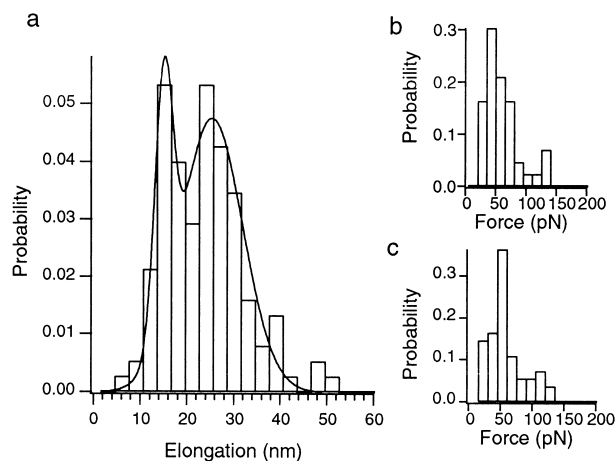 a
Probability
0.05
0.04
0.03
0.02
0.01
0.00
0 10 20 30 40 50 60
Elongation (nm)
b
Probability
0.3
0.2
0.1
0.0
0 50 100 150 200
Force (pN)
c
Probability
0.3
0.2
0.1
0.0
0 50 100 150 200
Force (pN)